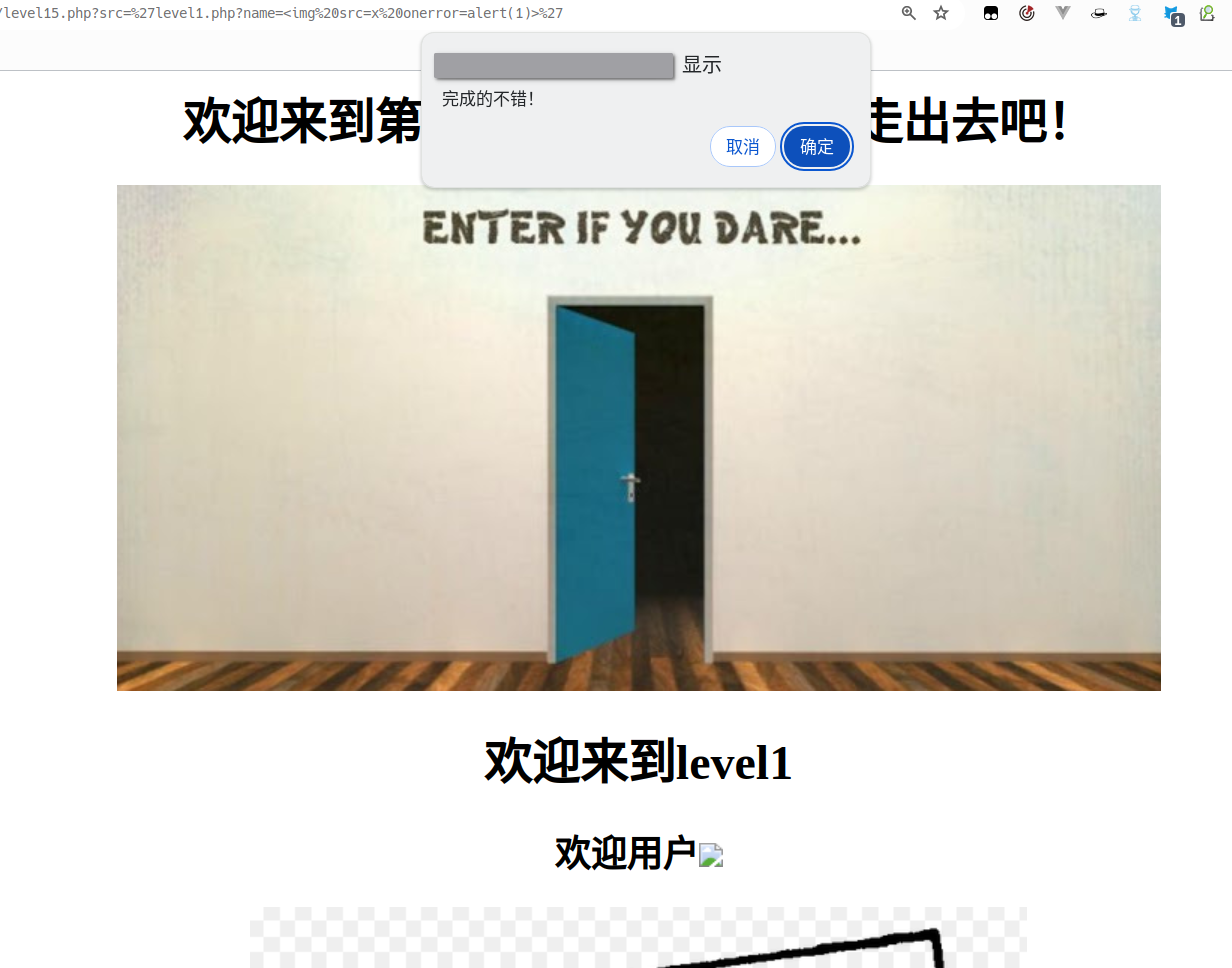 /level15.php?src=%27level1.php?name=<img%20src=x%20onerror=alert(1)>%27
1
显示
完成的不错！
取消
确定
欢迎来到第
走出去吧！
ENTER IF YOU DARE...
欢迎来到level1
欢迎用户